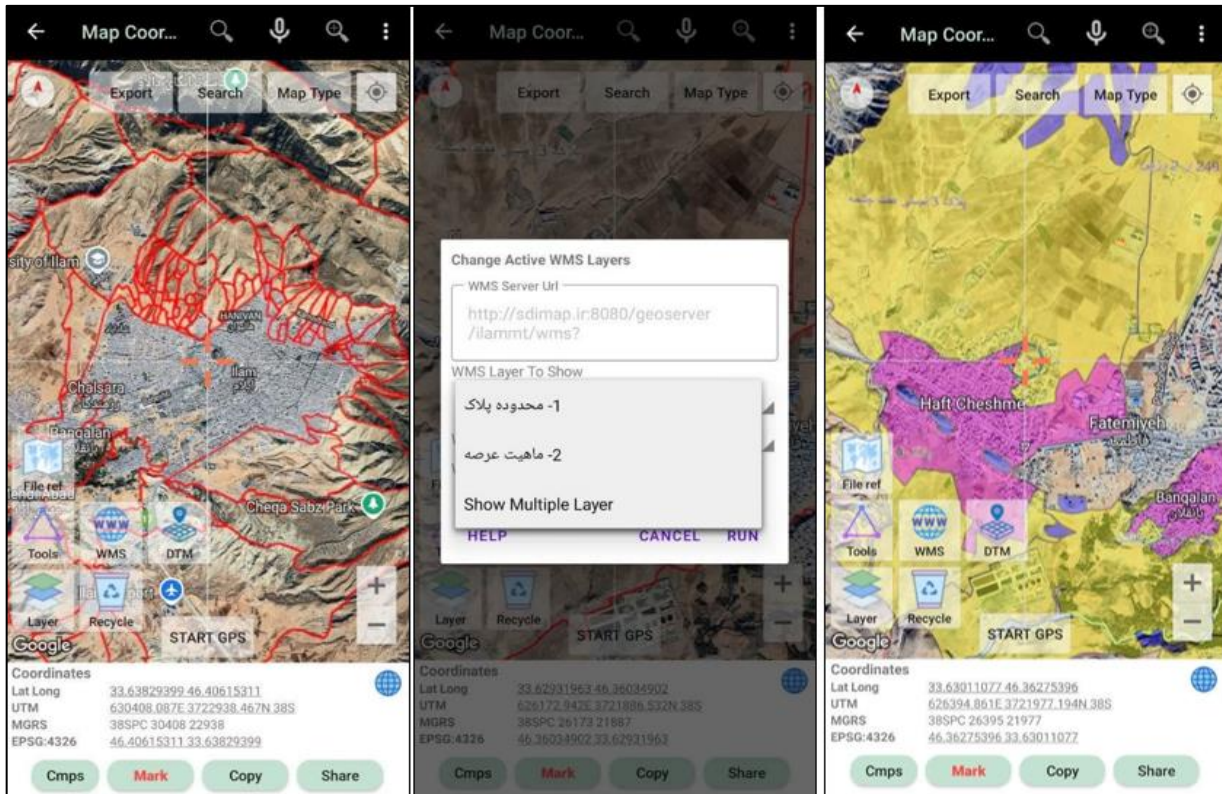 Map Coor...
Export
Search
Map Type
sity of Ilam
HANIVAN
هانیوان
Ilam
ایلام
Chalsara
Banqalan
بانقلان
File ref
Cheqa Sabz Park
Tools
WMS
DTM
Layer
Recycle
START GPS
Google
Coordinates
Lat Long 33.63829399 46.40615311
UTM 630408.087E 3722938.467N 38S
MGRS 38SPC 30408 22938
EPSG:4326 46.40615311 33.63829399
Cmps
Mark
Copy
Share
Map Coor...
Export
Search
Map Type
Change Active WMS Layers
WMS Server Url
http://sdimap.ir:8080/geoserver
/ilammt/wms?
WMS Layer To Show
1- محدوده پلاک
2- ماهیت عرصه
Show Multiple Layer
HELP
CANCEL
RUN
Layer
Recycle
START GPS
Google
Coordinates
Lat Long 33.62931963 46.36034902
UTM 626172.942E 3721886.532N 38S
MGRS 38SPC 26173 21887
EPSG:4326 46.36034902 33.62931963
Cmps
Mark
Copy
Share
Map Coor...
Export
Search
Map Type
Haft Cheshme
Fatemiyeh
فاطمیه
Banqalan
بانقلان
File ref
Tools
WMS
DTM
Layer
Recycle
START GPS
Google
Coordinates
Lat Long 33.63011077 46.36275396
UTM 626394.861E 3721977.194N 38S
MGRS 38SPC 26395 21977
EPSG:4326 46.36275396 33.63011077
Cmps
Mark
Copy
Share